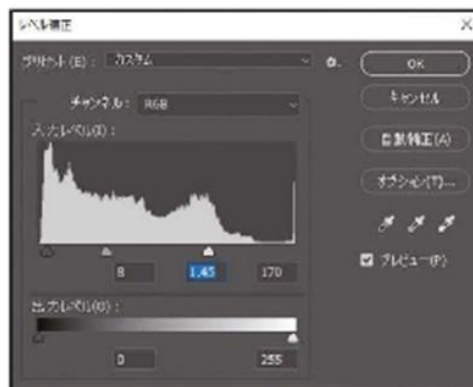 レベル補正
プリセット(E)： カスタム
OK
チャンネル： RGB
キャンセル
入力レベル(I)：
自動補正(A)
オプション(T)...
プレビュー(P)
8 1.45 170
出力レベル(O)：
0 255